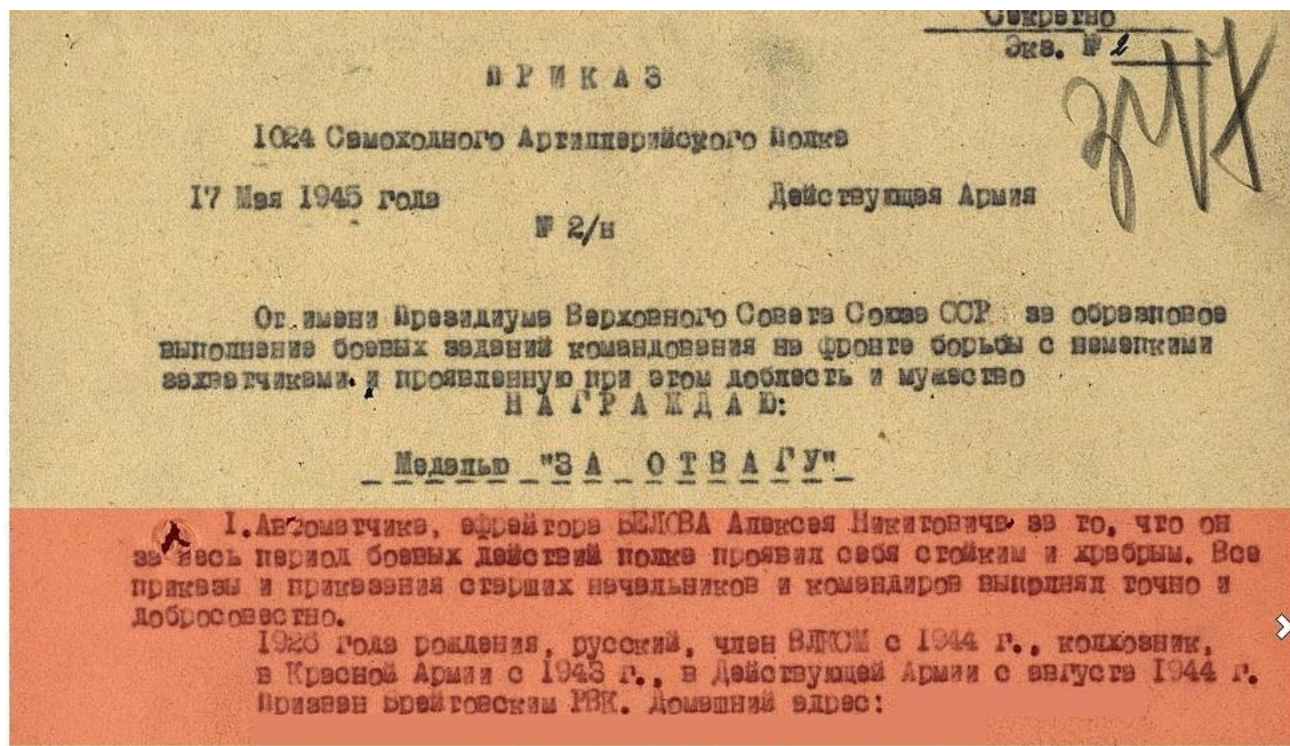 Секретно
Экз. № 2
ПРИКАЗ
1024 Самоходного Артиллерийского Полка
17 Мая 1945 года Действующая Армия
№ 2/н
От имени Президиума Верховного Совета Союза ССР за образцовое
выполнение боевых заданий командования на фронте борьбы с немецкими
захватчиками и проявленную при этом доблесть и мужество
НАГРАЖДАЮ:
Медалью "ЗА ОТВАГУ"
1. Автоматчика, ефрейтора БЕЛОВА Алексея Никитовича за то, что он
за весь период боевых действий полка проявил себя стойким и храбрым. Все
приказы и приказания старших начальников и командиров выполнял точно и
добросовестно.
1926 года рождения, русский, член ВЛКСМ с 1944 г., колхозник,
в Красной Армии с 1943 г., в Действующей Армии с августа 1944 г.
Призван Брейтовским РВК. Домашний адрес: